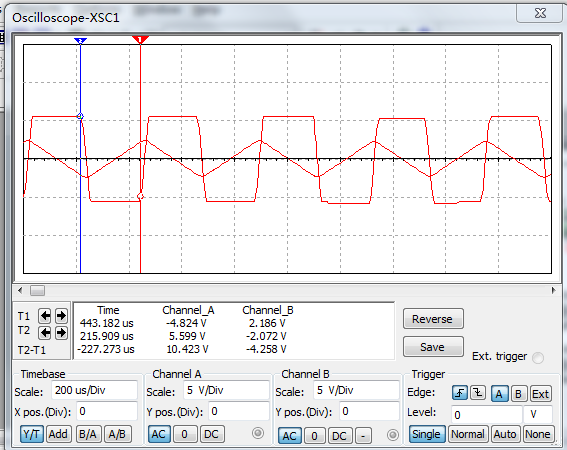 Oscilloscope-XSC1
2 1
T1
T2
T2-T1
Time Channel_A Channel_B
443.182 us -4.824 V 2.186 V
215.909 us 5.599 V -2.072 V
-227.273 us 10.423 V -4.258 V
Reverse
Save
Ext. trigger
Timebase
Scale: 200 us/Div
X pos.(Div): 0
Y/T Add B/A A/B
Channel A
Scale: 5 V/Div
Y pos.(Div): 0
AC 0 DC
Channel B
Scale: 5 V/Div
Y pos.(Div): 0
AC 0 DC -
Trigger
Edge: A B Ext
Level: 0 V
Single Normal Auto None